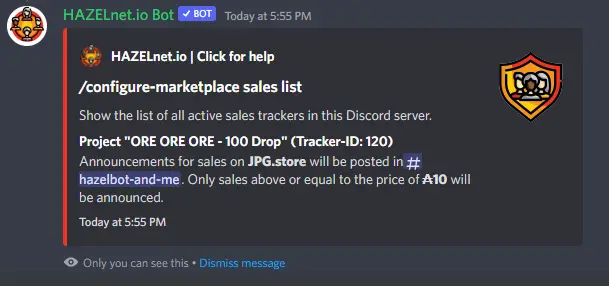 HAZELnet.io Bot ✓ BOT Today at 5:55 PM
HAZELnet.io | Click for help
/configure-marketplace sales list
Show the list of all active sales trackers in this Discord server.
Project "ORE ORE ORE - 100 Drop" (Tracker-ID: 120)
Announcements for sales on JPG.store will be posted in #
hazelbot-and-me. Only sales above or equal to the price of ₳10 will
be announced.
Today at 5:55 PM
Only you can see this • Dismiss message